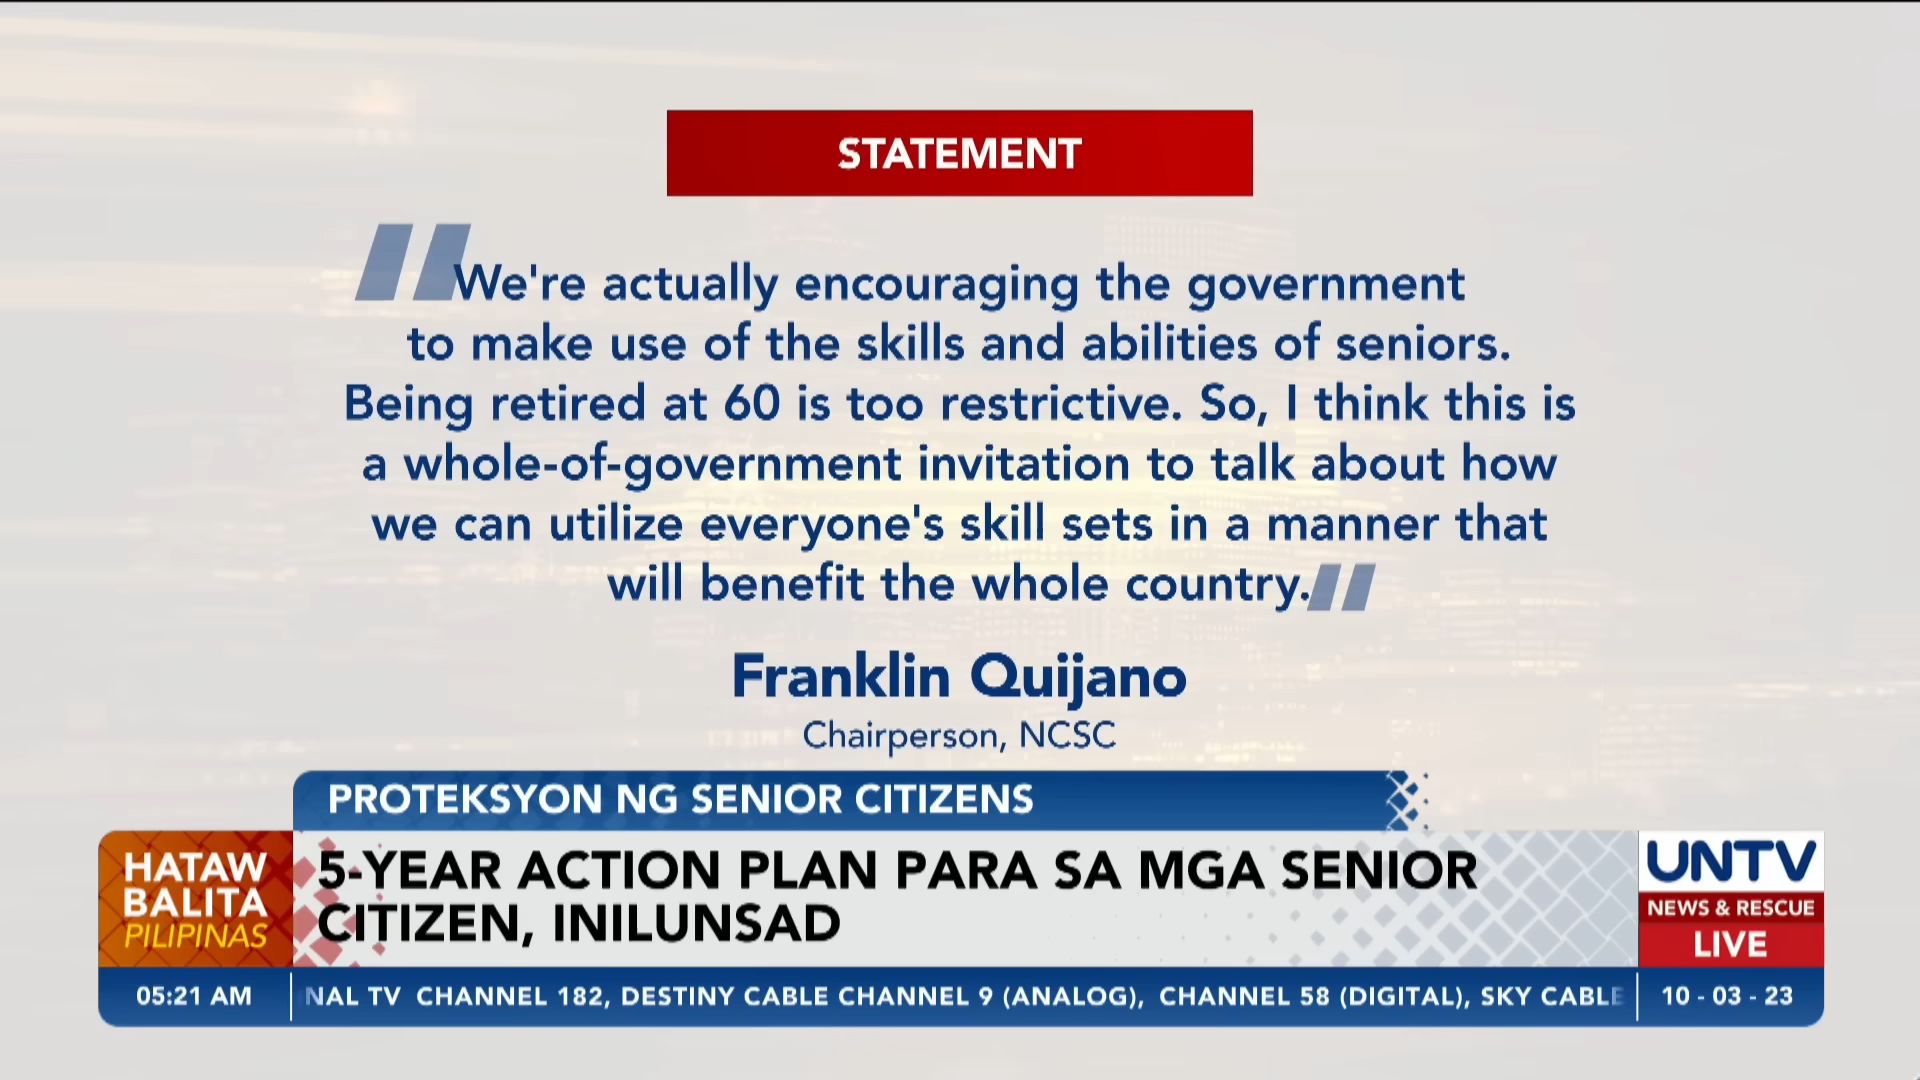 STATEMENT
"We're actually encouraging the government
to make use of the skills and abilities of seniors.
Being retired at 60 is too restrictive. So, I think this is
a whole-of-government invitation to talk about how
we can utilize everyone's skill sets in a manner that
will benefit the whole country."
Franklin Quijano
Chairperson, NCSC
PROTEKSYON NG SENIOR CITIZENS
HATAW
BALITA
PILIPINAS
5-YEAR ACTION PLAN PARA SA MGA SENIOR
CITIZEN, INILUNSAD
UNTV
NEWS & RESCUE
LIVE
05:21 AM
NAL TV CHANNEL 182, DESTINY CABLE CHANNEL 9 (ANALOG), CHANNEL 58 (DIGITAL), SKY CABLE
10 - 03 - 23